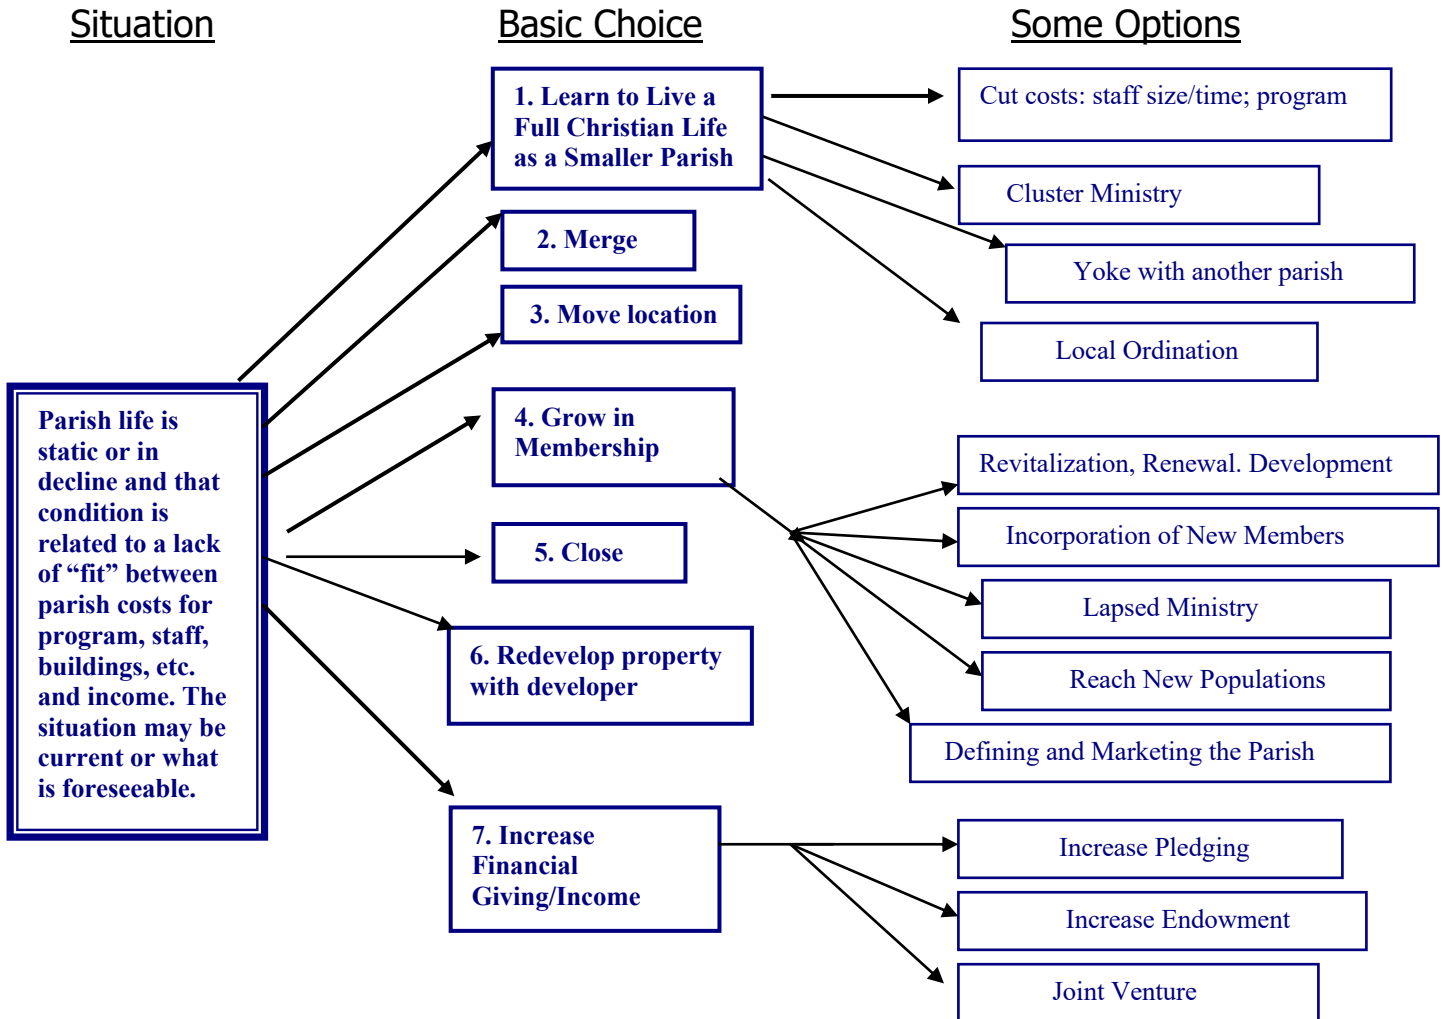 Situation
Basic Choice
Some Options
Parish life is
static or in
decline and that
condition is
related to a lack
of “fit” between
parish costs for
program, staff,
buildings, etc.
and income. The
situation may be
current or what
is foreseeable.
1. Learn to Live a
Full Christian Life
as a Smaller Parish
2. Merge
3. Move location
4. Grow in
Membership
5. Close
6. Redevelop property
with developer
7. Increase
Financial
Giving/Income
Cut costs: staff size/time; program
Cluster Ministry
Yoke with another parish
Local Ordination
Revitalization, Renewal. Development
Incorporation of New Members
Lapsed Ministry
Reach New Populations
Defining and Marketing the Parish
Increase Pledging
Increase Endowment
Joint Venture